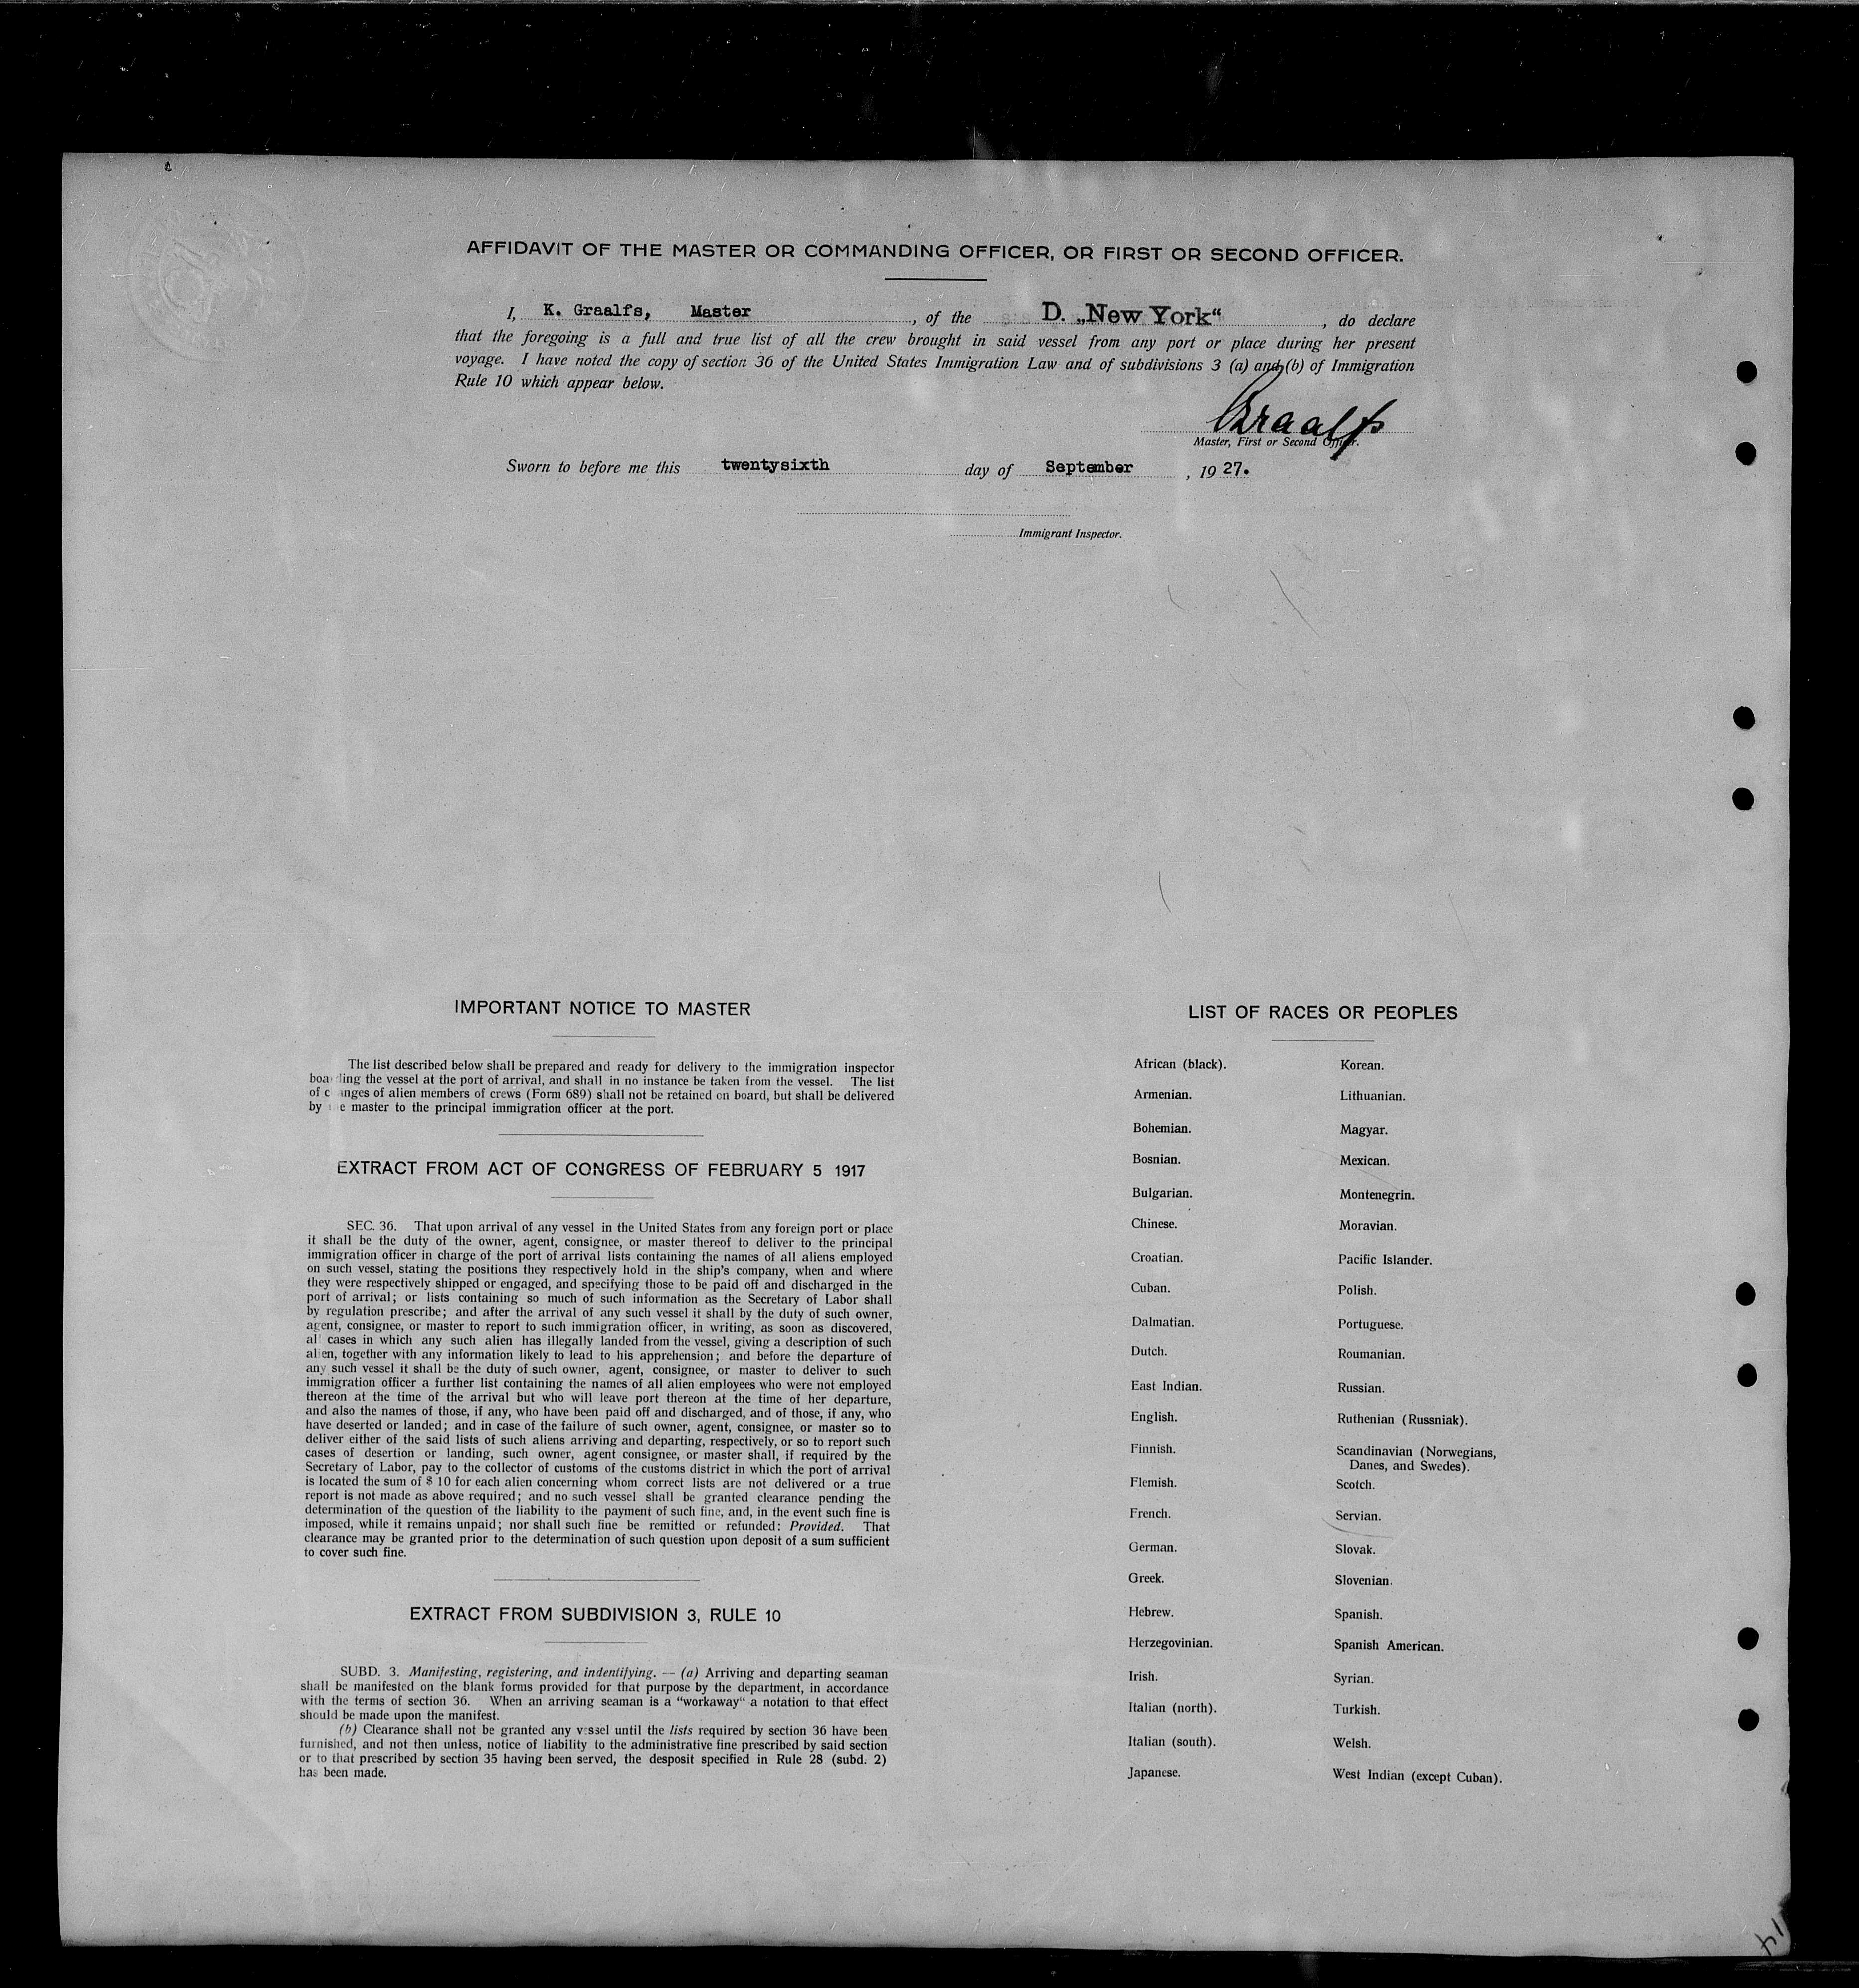 AFFIDAVIT OF THE MASTER OR COMMANDING OFFICER, OR FIRST OR SECOND OFFICER.
I, K. Graalfs, Master, of the D. „New York“, do declare
that the foregoing is a full and true list of all the crew brought in said vessel from any port or place during her present
voyage. I have noted the copy of section 36 of the United States Immigration Law and of subdivisions 3 (a) and (b) of Immigration
Rule 10 which appear below.
Graalfs
Master, First or Second Officer.
Sworn to before me this twentysixth day of September, 1927.
Immigrant Inspector.
IMPORTANT NOTICE TO MASTER
The list described below shall be prepared and ready for delivery to the immigration inspector
boarding the vessel at the port of arrival, and shall in no instance be taken from the vessel. The list
of changes of alien members of crews (Form 689) shall not be retained on board, but shall be delivered
by the master to the principal immigration officer at the port.
EXTRACT FROM ACT OF CONGRESS OF FEBRUARY 5 1917
SEC. 36. That upon arrival of any vessel in the United States from any foreign port or place
it shall be the duty of the owner, agent, consignee, or master thereof to deliver to the principal
immigration officer in charge of the port of arrival lists containing the names of all aliens employed
on such vessel, stating the positions they respectively hold in the ship's company, when and where
they were respectively shipped or engaged, and specifying those to be paid off and discharged in the
port of arrival; or lists containing so much of such information as the Secretary of Labor shall
by regulation prescribe; and after the arrival of any such vessel it shall by the duty of such owner,
agent, consignee, or master to report to such immigration officer, in writing, as soon as discovered,
all cases in which any such alien has illegally landed from the vessel, giving a description of such
alien, together with any information likely to lead to his apprehension; and before the departure of
any such vessel it shall be the duty of such owner, agent, consignee, or master to deliver to such
immigration officer a further list containing the names of all alien employees who were not employed
thereon at the time of the arrival but who will leave port thereon at the time of her departure,
and also the names of those, if any, who have been paid off and discharged, and of those, if any, who
have deserted or landed; and in case of the failure of such owner, agent, consignee, or master so to
deliver either of the said lists of such aliens arriving and departing, respectively, or so to report such
cases of desertion or landing, such owner, agent consignee, or master shall, if required by the
Secretary of Labor, pay to the collector of customs of the customs district in which the port of arrival
is located the sum of $ 10 for each alien concerning whom correct lists are not delivered or a true
report is not made as above required; and no such vessel shall be granted clearance pending the
determination of the question of the liability to the payment of such fine, and, in the event such fine is
imposed, while it remains unpaid; nor shall such fine be remitted or refunded: Provided. That
clearance may be granted prior to the determination of such question upon deposit of a sum sufficient
to cover such fine.
EXTRACT FROM SUBDIVISION 3, RULE 10
SUBD. 3. Manifesting, registering, and indentifying. — (a) Arriving and departing seaman
shall be manifested on the blank forms provided for that purpose by the department, in accordance
with the terms of section 36. When an arriving seaman is a “workaway“ a notation to that effect
should be made upon the manifest.
(b) Clearance shall not be granted any vessel until the lists required by section 36 have been
furnished, and not then unless, notice of liability to the administrative fine prescribed by said section
or to that prescribed by section 35 having been served, the desposit specified in Rule 28 (subd. 2)
has been made.
LIST OF RACES OR PEOPLES
African (black).
Armenian.
Bohemian.
Bosnian.
Bulgarian.
Chinese.
Croatian.
Cuban.
Dalmatian.
Dutch.
East Indian.
English.
Finnish.
Flemish.
French.
German.
Greek.
Hebrew.
Herzegovinian.
Irish.
Italian (north).
Italian (south).
Japanese.
Korean.
Lithuanian.
Magyar.
Mexican.
Montenegrin.
Moravian.
Pacific Islander.
Polish.
Portuguese.
Roumanian.
Russian.
Ruthenian (Russniak).
Scandinavian (Norwegians,
Danes, and Swedes).
Scotch.
Servian.
Slovak.
Slovenian.
Spanish.
Spanish American.
Syrian.
Turkish.
Welsh.
West Indian (except Cuban).
14